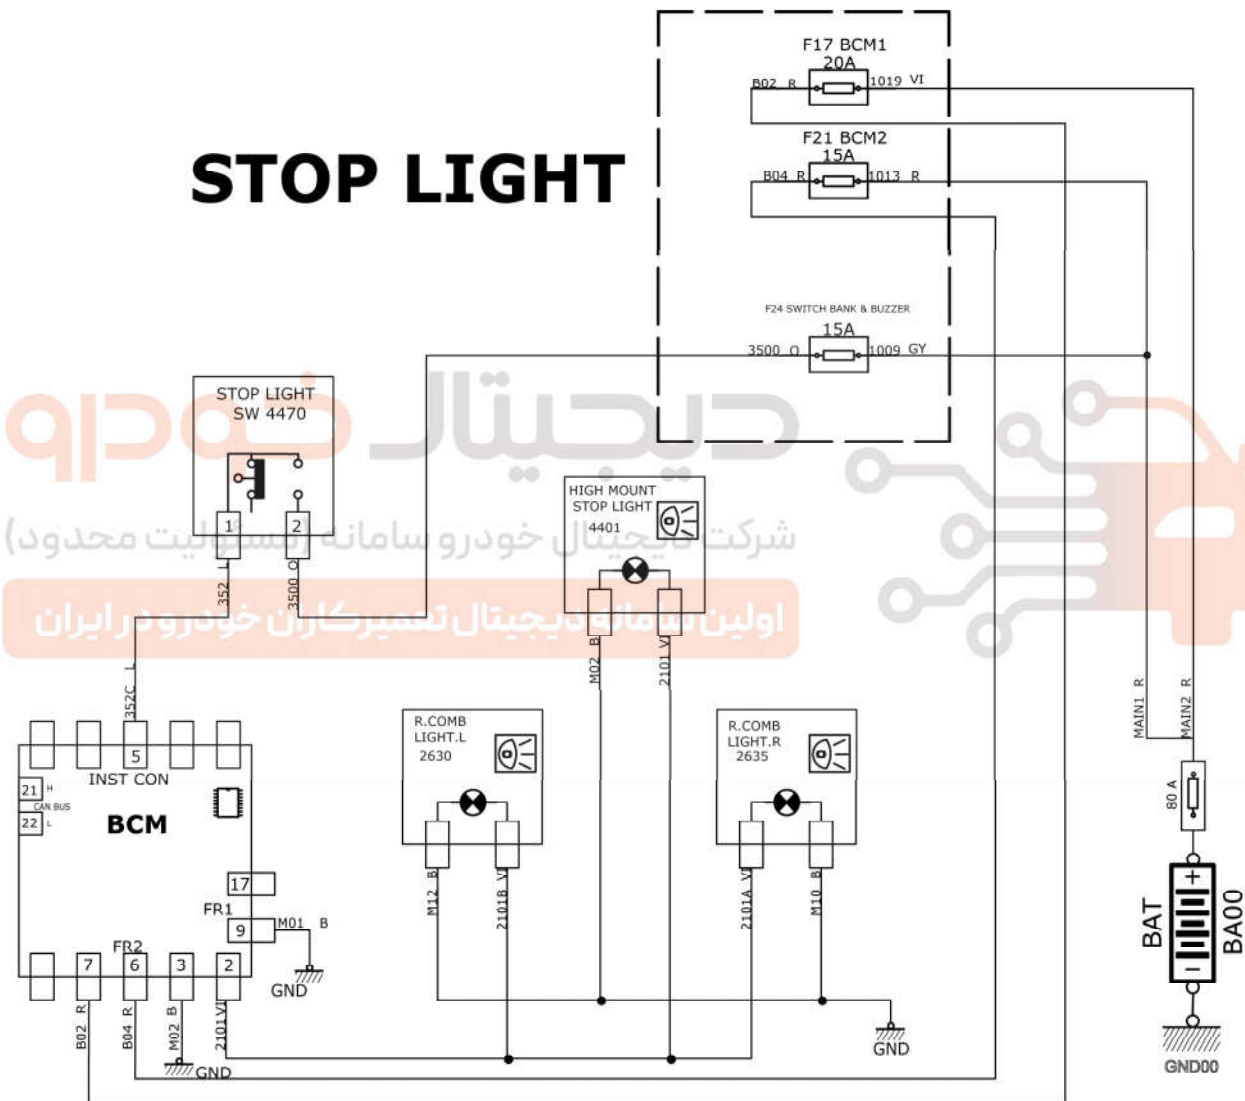 STOP LIGHT
F17 BCM1
20A
B02 R
1019 VI
F21 BCM2
15A
B04 R
1013 R
F24 SWITCH BANK & BUZZER
15A
3500 O
1009 GY
STOP LIGHT
SW 4470
1
2
352 L
3500 O
دیجیتال خودرو
شرکت دیجیتال خودرو سامانه (مسئولیت محدود)
اولین سامانه دیجیتال تعمیرکاران خودرو در ایران
HIGH MOUNT
STOP LIGHT
4401
M02 B
2101 VI
352C L
MAIN1 R
MAIN2 R
R.COMB
LIGHT.L
2630
R.COMB
LIGHT.R
2635
M12 B
2101B VI
2101A VI
M10 B
5
INST CON
21 H
CAN BUS
22 L
BCM
17
FR1
9
M01 B
GND
FR2
7
6
3
2
B02 R
B04 R
M02 B
2101 VI
GND
GND
80 A
+
BAT
BA00
-
GND00